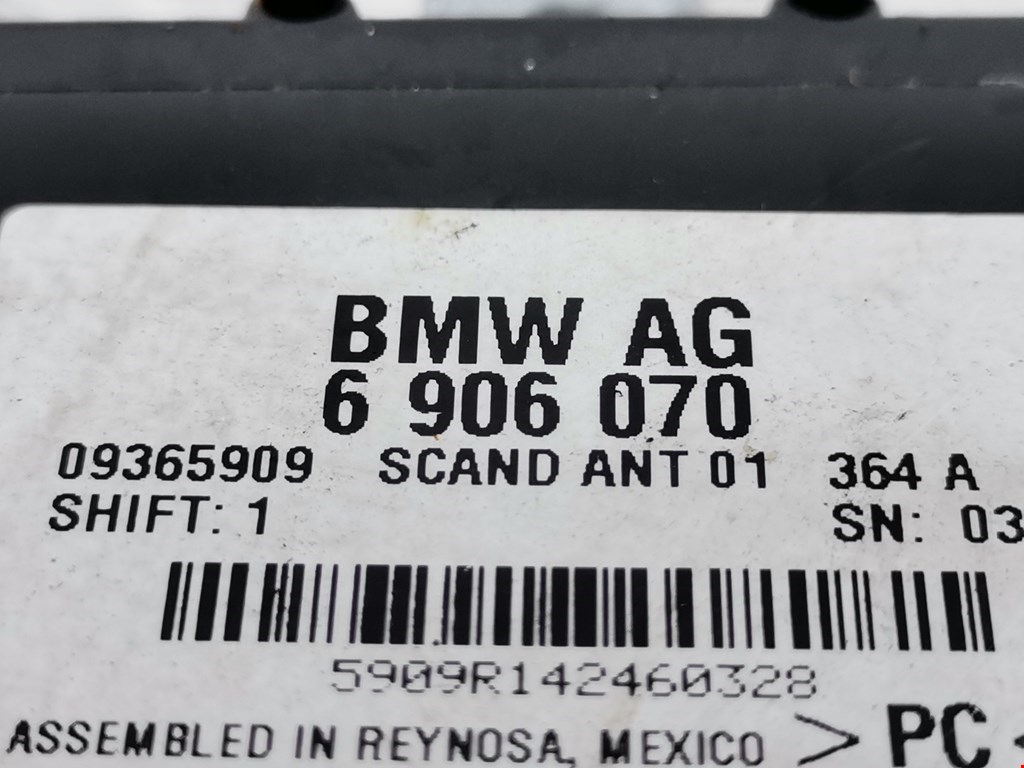 BMW AG
6 906 070
09365909 SCAND ANT 01 364 A
SHIFT: 1 SN: 03
5909R142460328
ASSEMBLED IN REYNOSA, MEXICO >PC<